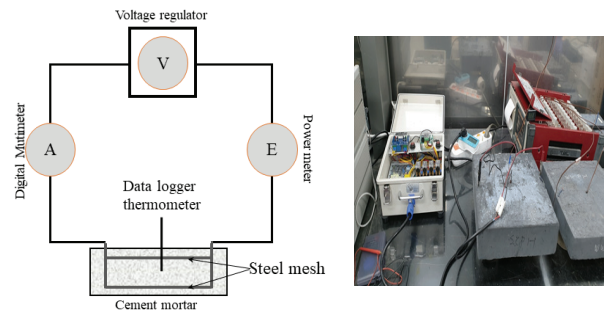 Voltage regulator
V
Digital Mutimeter
A
E
Power meter
Data logger
thermometer
Steel mesh
Cement mortar